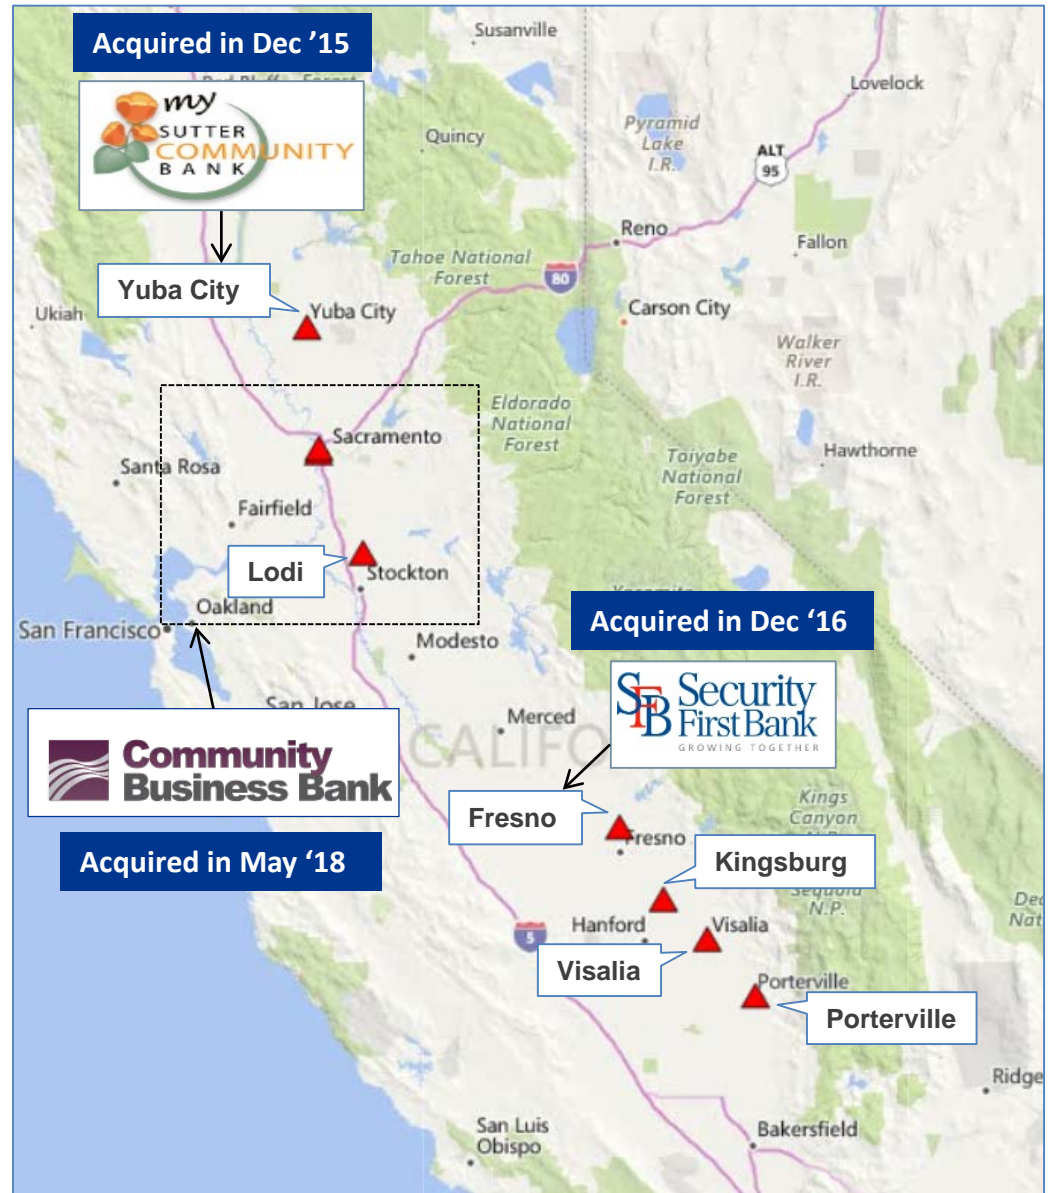 Acquired in Dec ’15
Susanville
Lovelock
my
SUTTER
COMMUNITY
BANK
Quincy
Pyramid
Lake
I.R.
ALT
95
Reno
Fallon
Tahoe National
Forest
80
Yuba City
Yuba City
Carson City
Ukiah
Walker
River
I.R.
Eldorado
National
Forest
Sacramento
Hawthorne
Santa Rosa
Toiyabe
National
Forest
Fairfield
Lodi
Stockton
Oakland
San Francisco
Acquired in Dec ‘16
Modesto
SFB
Security
First Bank
GROWING TOGETHER
San Jose
Merced
Community
Business Bank
Acquired in May ‘18
Kings
Canyon
Fresno
Fresno
Kingsburg
Sequoia
N.P.
5
Hanford
Visalia
Visalia
Porterville
Porterville
San Luis
Obispo
Bakersfield